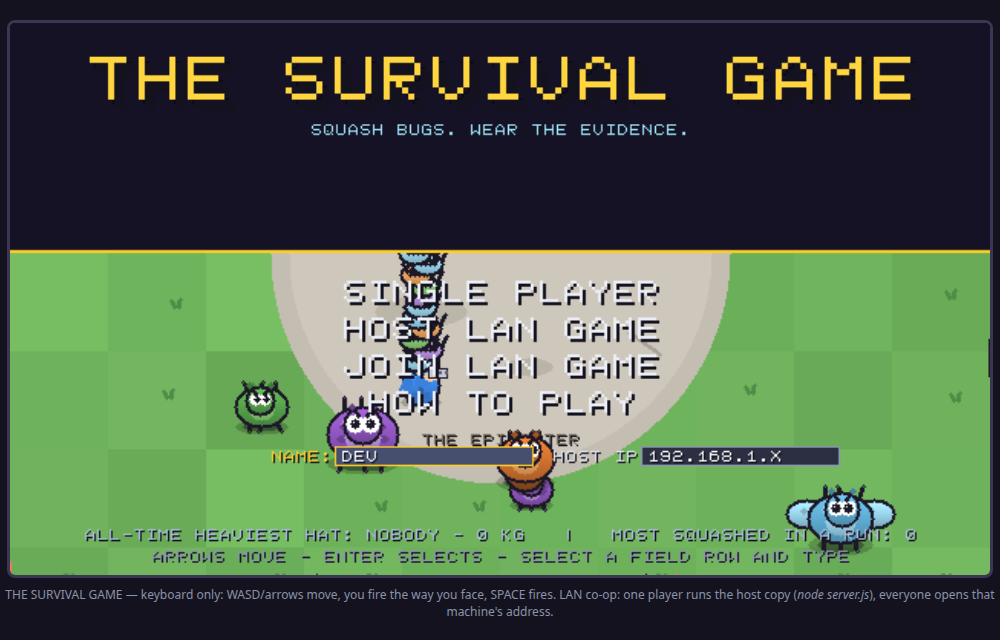 THE SURVIVAL GAME
SQUASH BUGS. WEAR THE EVIDENCE.
SINGLE PLAYER
HOST LAN GAME
JOIN LAN GAME
HOW TO PLAY
THE EPICENTER
NAME: DEV HOST IP 192.168.1.X
ALL-TIME HEAVIEST HAT: NOBODY - 0 KG | MOST SQUASHED IN A RUN: 0
ARROWS MOVE - ENTER SELECTS - SELECT A FIELD ROW AND TYPE
THE SURVIVAL GAME — keyboard only: WASD/arrows move, you fire the way you face, SPACE fires. LAN co-op: one player runs the host copy (node server.js), everyone opens that
machine's address.